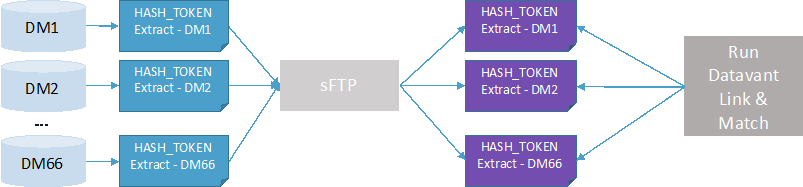 DM1
HASH_TOKEN
Extract - DM1
HASH_TOKEN
Extract - DM1
DM2
HASH_TOKEN
Extract - DM2
sFTP
HASH_TOKEN
Extract - DM2
Run
Datavant
Link &
Match
...
DM66
HASH_TOKEN
Extract - DM66
HASH_TOKEN
Extract - DM66